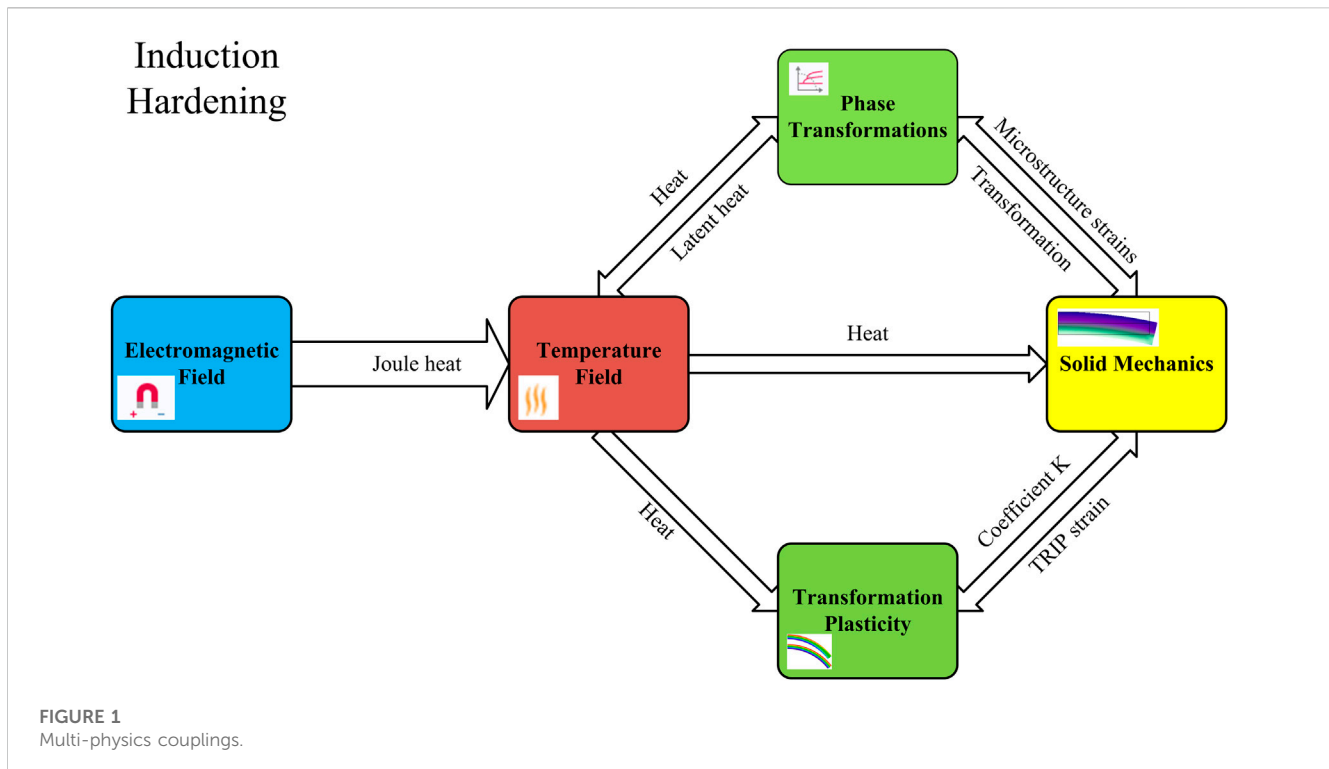 Induction
Hardening
Phase
Transformations
Heat
Latent heat
Microstructure strains
Transformation
Electromagnetic
Field
+ −
Joule heat
Temperature
Field
Heat
Solid Mechanics
Heat
Coefficient K
TRIP strain
Transformation
Plasticity
FIGURE 1
Multi-physics couplings.